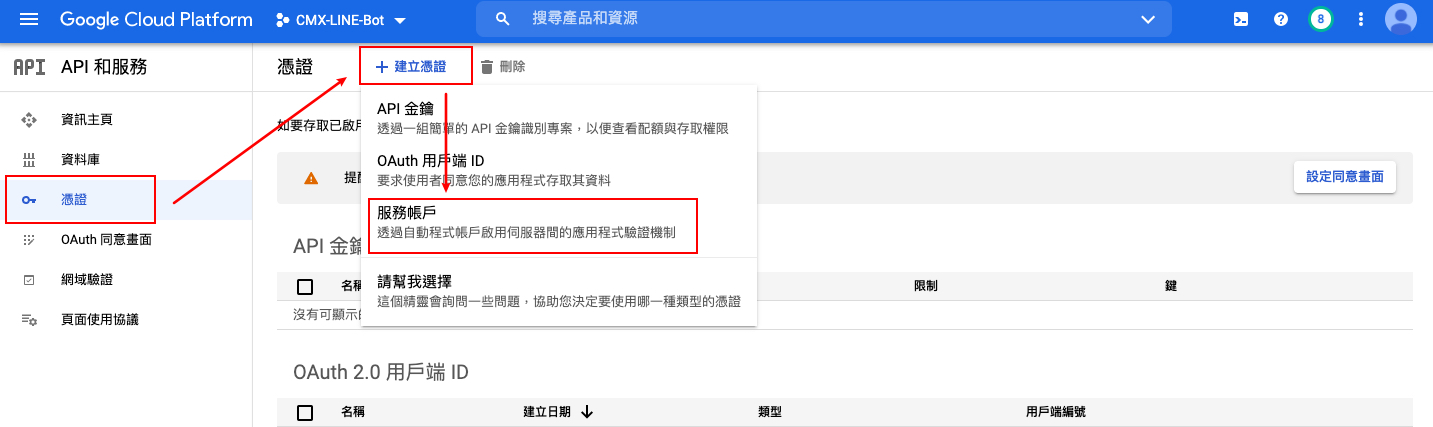 Google Cloud Platform
CMX-LINE-Bot
搜尋產品和資源
8
API
API 和服務
憑證
建立憑證
刪除
資訊主頁
資料庫
憑證
OAuth 同意畫面
網域驗證
頁面使用協議
API 金鑰
透過一組簡單的 API 金鑰識別專案，以便查看配額與存取權限
OAuth 用戶端 ID
要求使用者同意您的應用程式存取其資料
服務帳戶
透過自動程式帳戶啟用伺服器間的應用程式驗證機制
請幫我選擇
這個精靈會詢問一些問題，協助您決定要使用哪一種類型的憑證
如要存取已啟用
提醒
設定同意畫面
API 金鑰
名稱
限制
鍵
沒有可顯示的
OAuth 2.0 用戶端 ID
名稱
建立日期
類型
用戶端編號